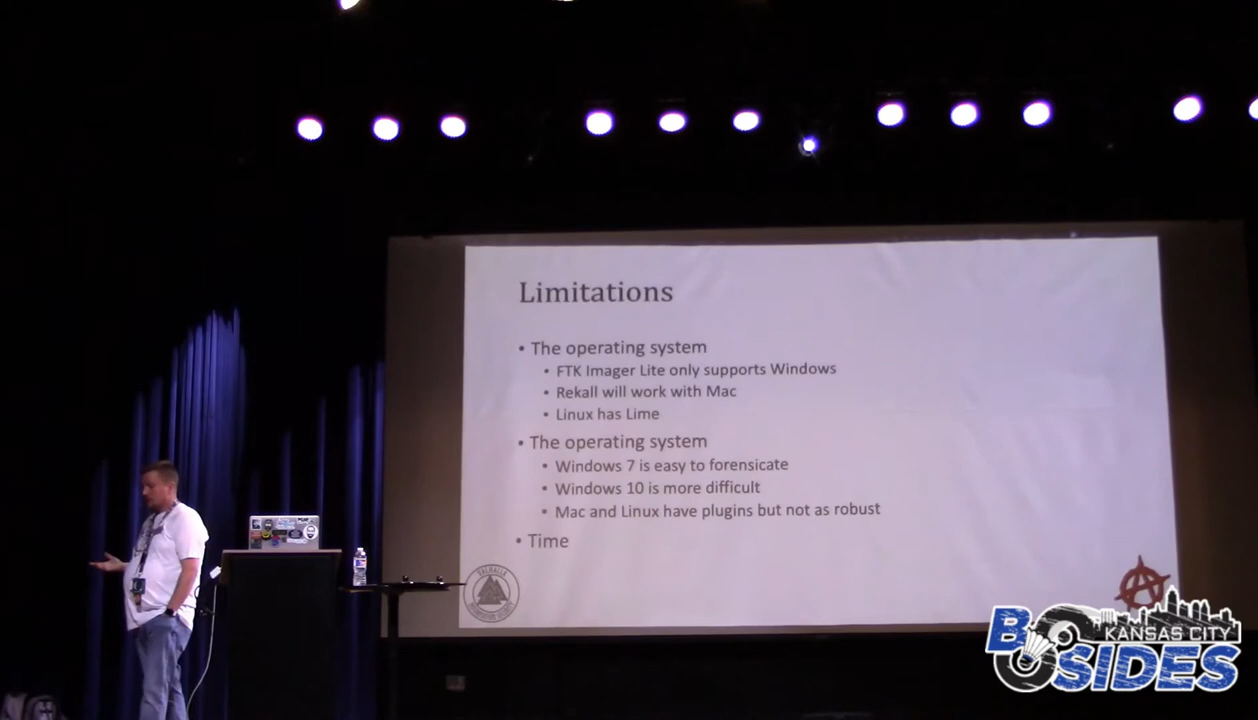 Limitations
• The operating system
• FTK Imager Lite only supports Windows
• Rekall will work with Mac
• Linux has Lime
• The operating system
• Windows 7 is easy to forensicate
• Windows 10 is more difficult
• Mac and Linux have plugins but not as robust
• Time
VALHALLA
KANSAS CITY
BSIDES